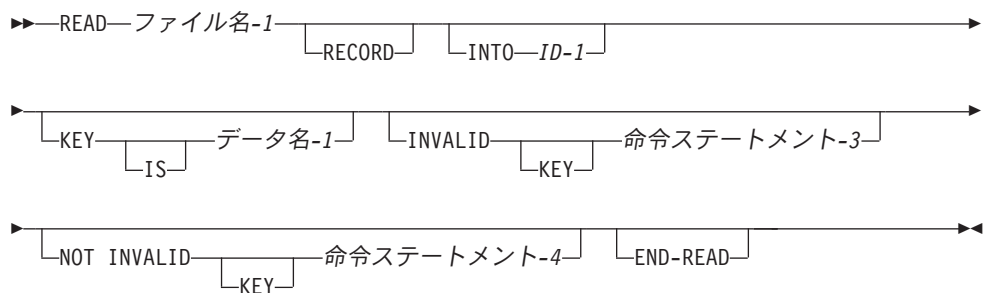 READ ファイル名-1 RECORD INTO ID-1
KEY IS データ名-1 INVALID KEY 命令ステートメント-3
NOT INVALID KEY 命令ステートメント-4 END-READ